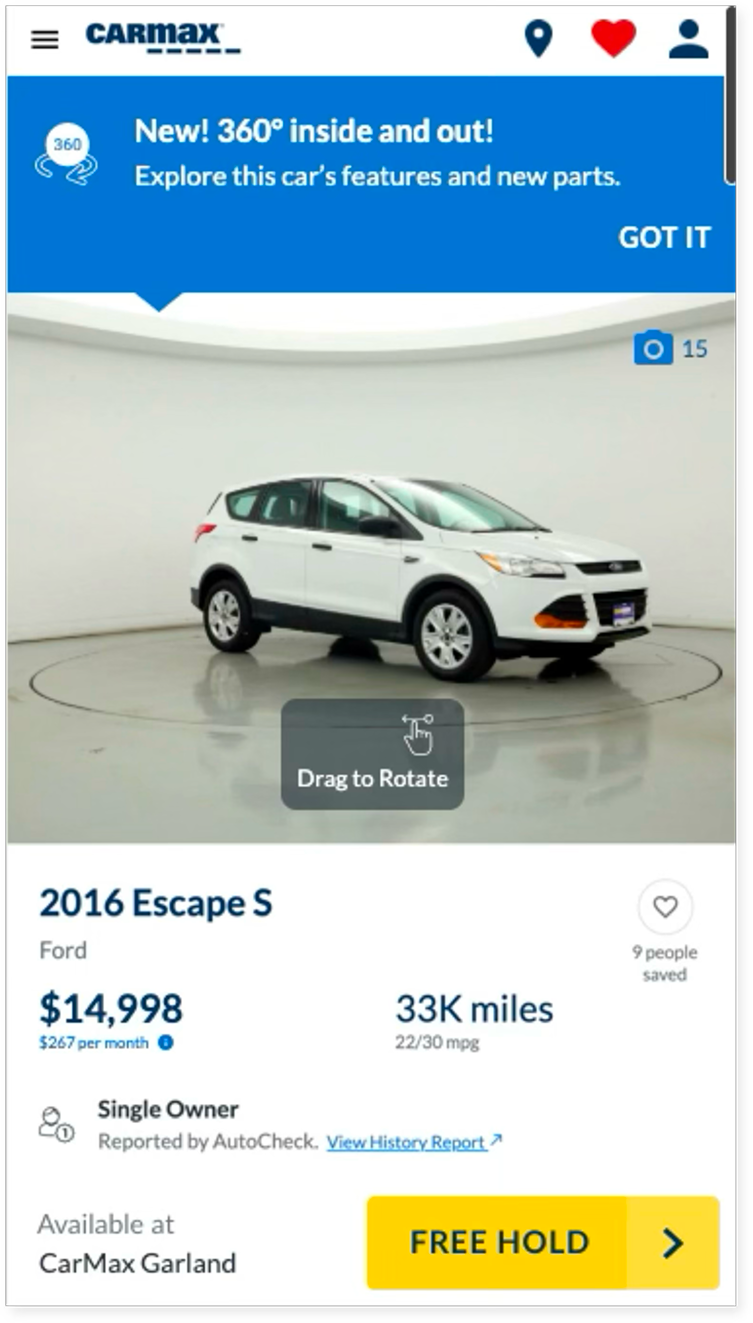 CARMAX
New! 360° inside and out!
360
Explore this car's features and new parts.
GOT IT
15
Drag to Rotate
2016 Escape S
Ford
9 people
saved
$14,998
33K miles
$267 per month
22/30 mpg
Single Owner
1
Reported by AutoCheck. View History Report
Available at
CarMax Garland
FREE HOLD